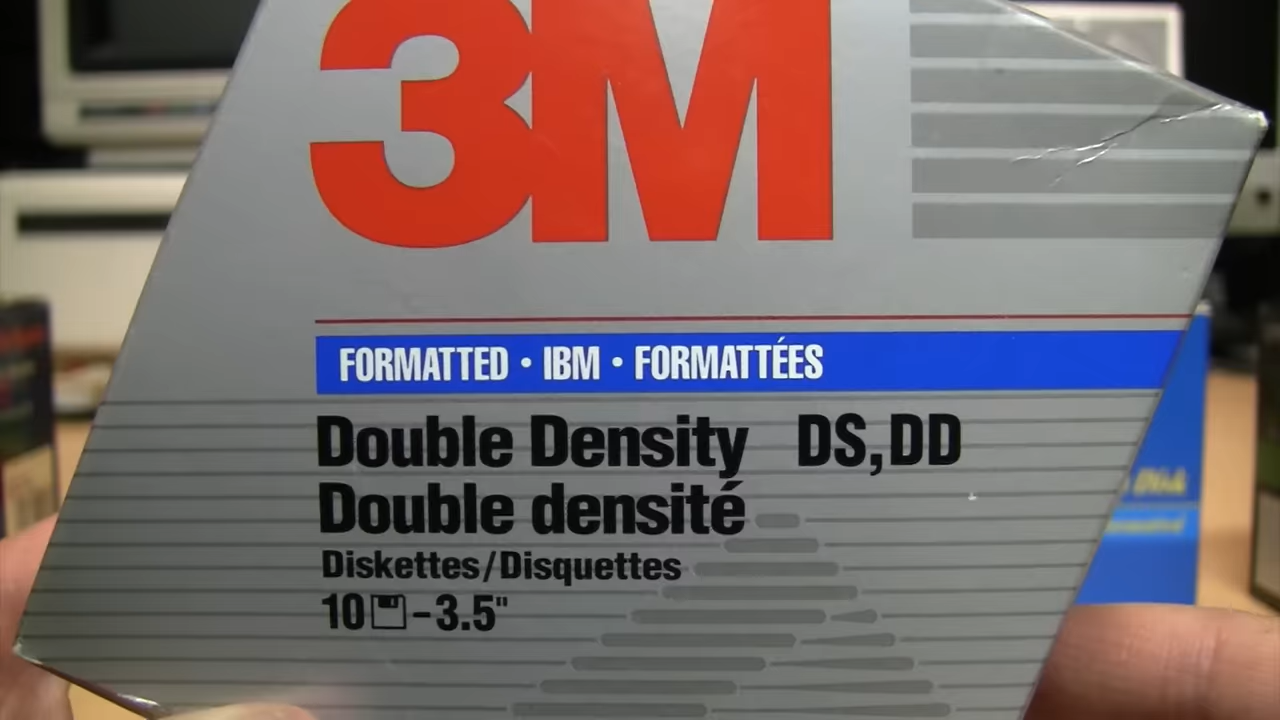 3M
FORMATTED • IBM • FORMATTÉES
Double Density DS,DD
Double densité
Diskettes/Disquettes
10 -3.5"